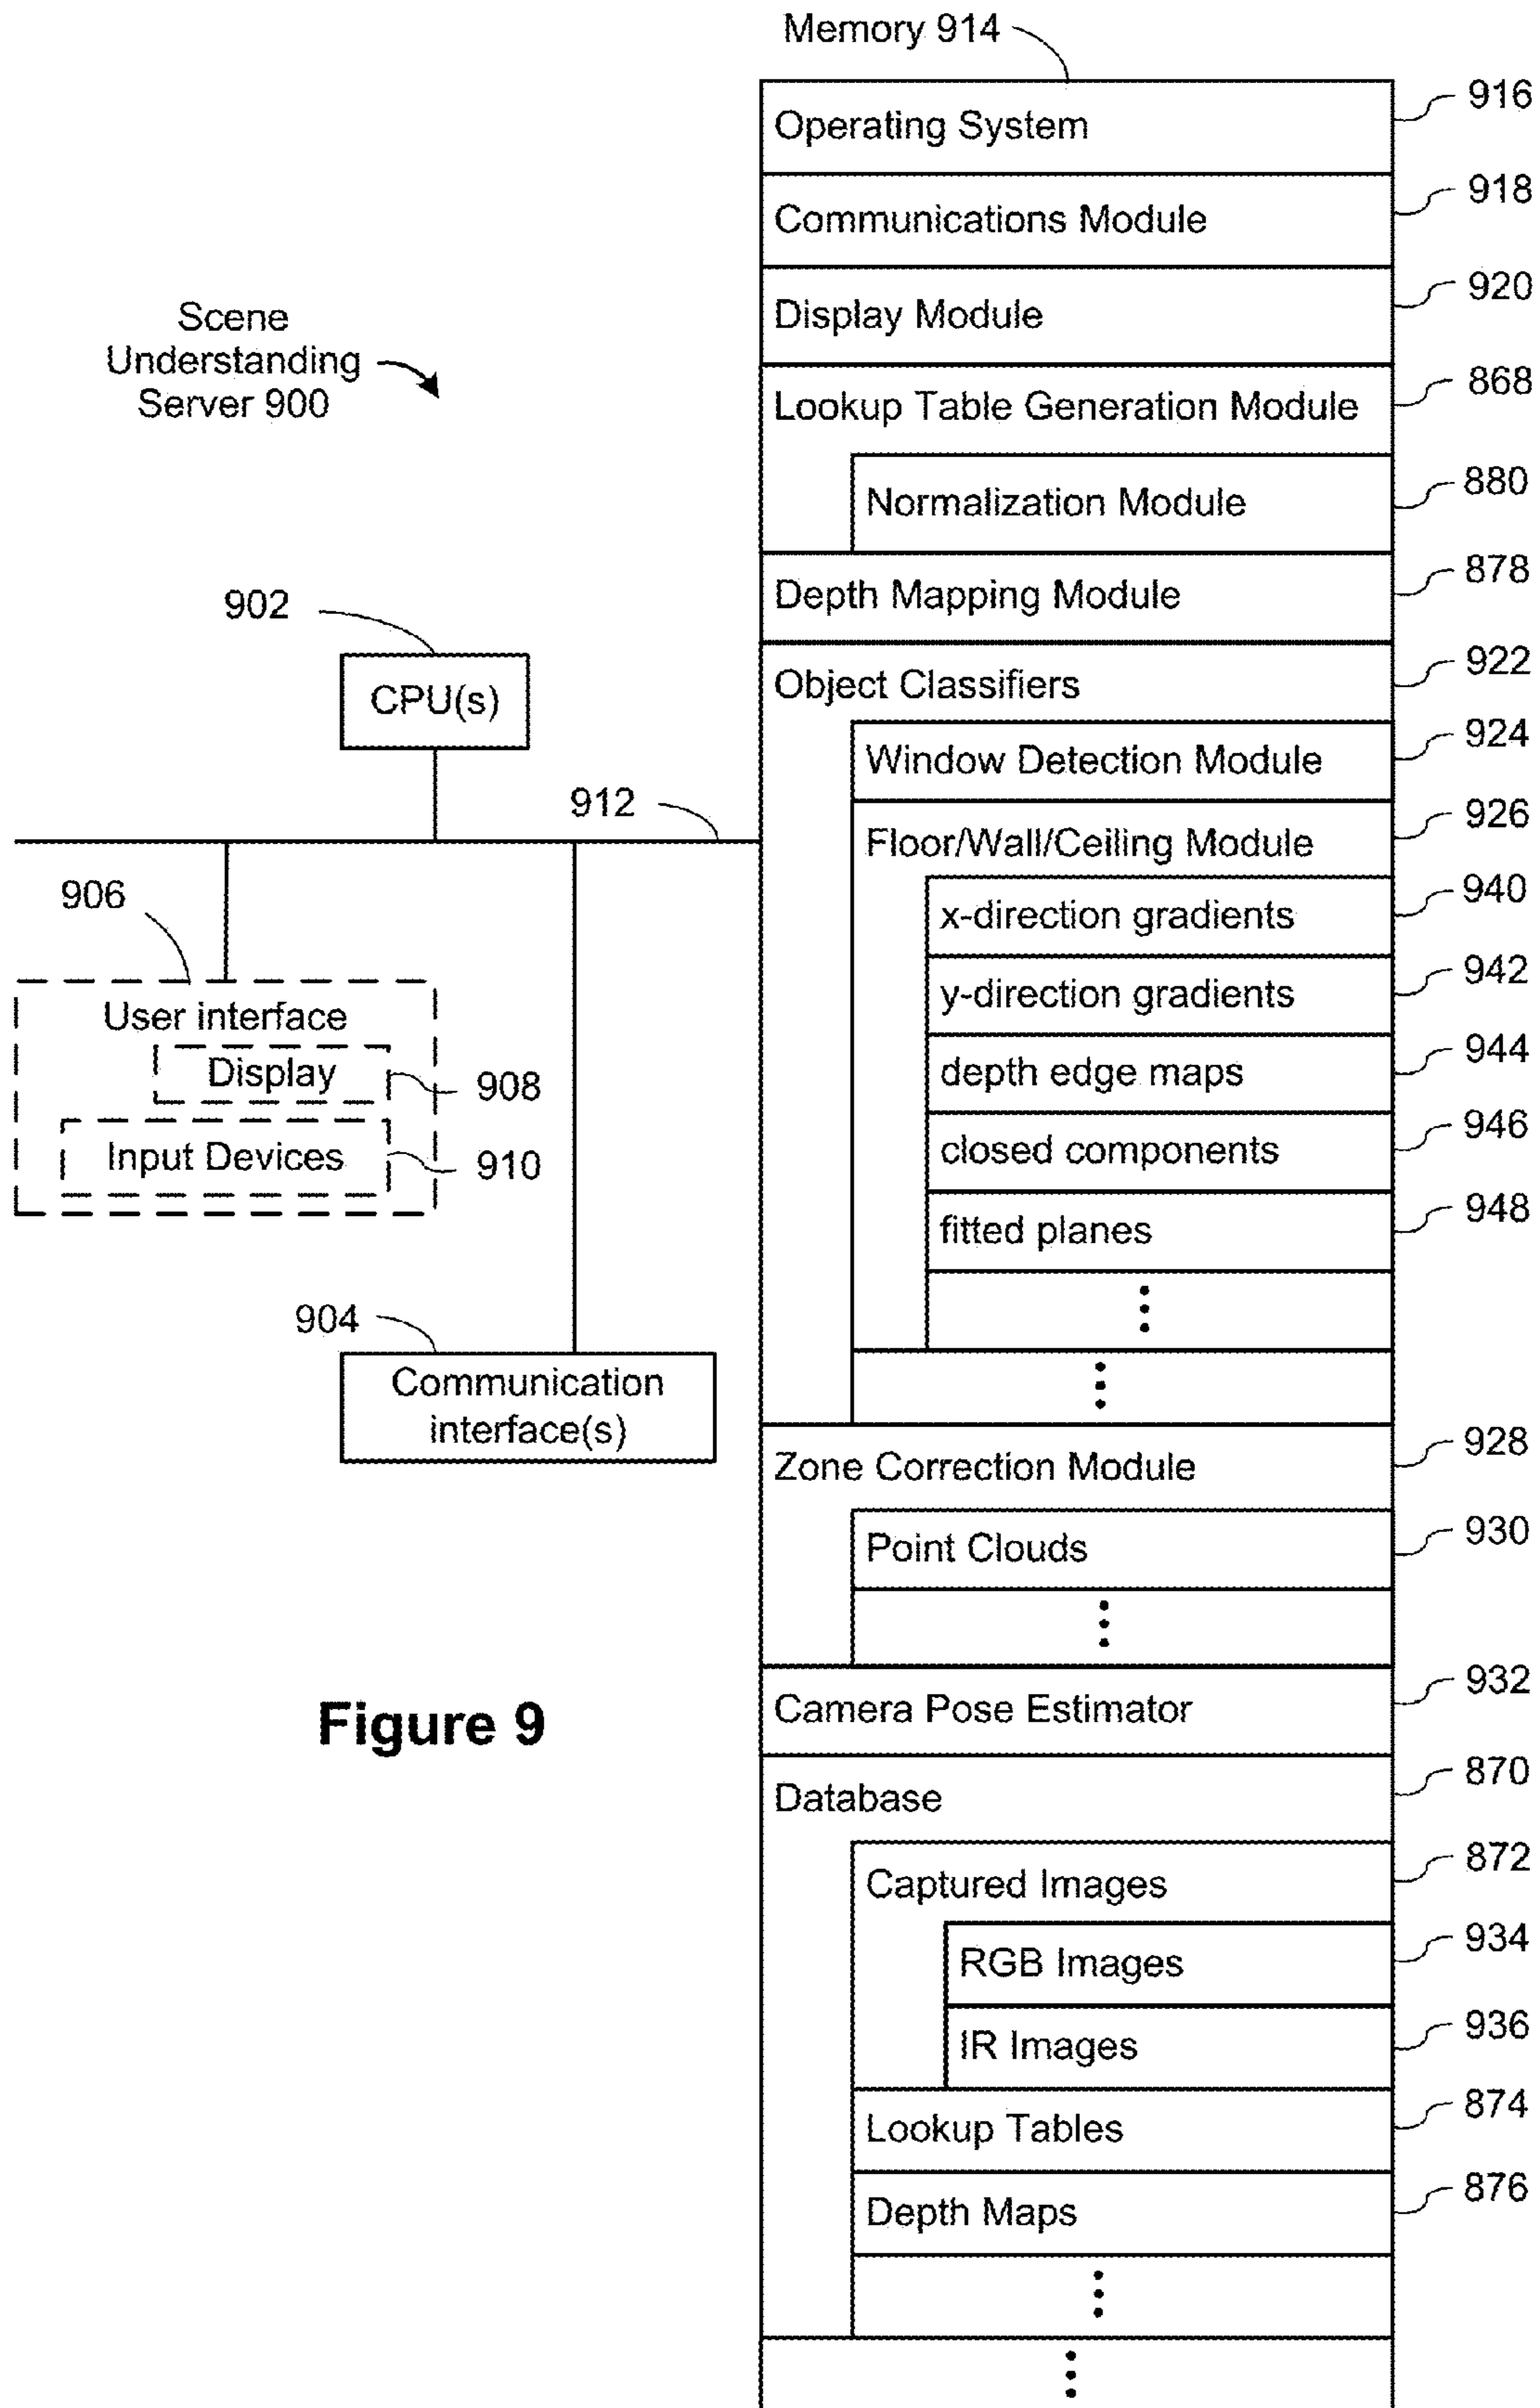 Memory 914
Operating System
916
Communications Module
918
Display Module
920
Lookup Table Generation Module
868
Normalization Module
880
Depth Mapping Module
878
Object Classifiers
922
Window Detection Module
924
Floor/Wall/Ceiling Module
926
x-direction gradients
940
y-direction gradients
942
depth edge maps
944
closed components
946
fitted planes
948
Zone Correction Module
928
Point Clouds
930
Camera Pose Estimator
932
Database
870
Captured Images
872
RGB Images
934
IR Images
936
Lookup Tables
874
Depth Maps
876
Scene
Understanding
Server 900
902
CPU(s)
912
906
User interface
Display
908
Input Devices
910
904
Communication
interface(s)
Figure 9